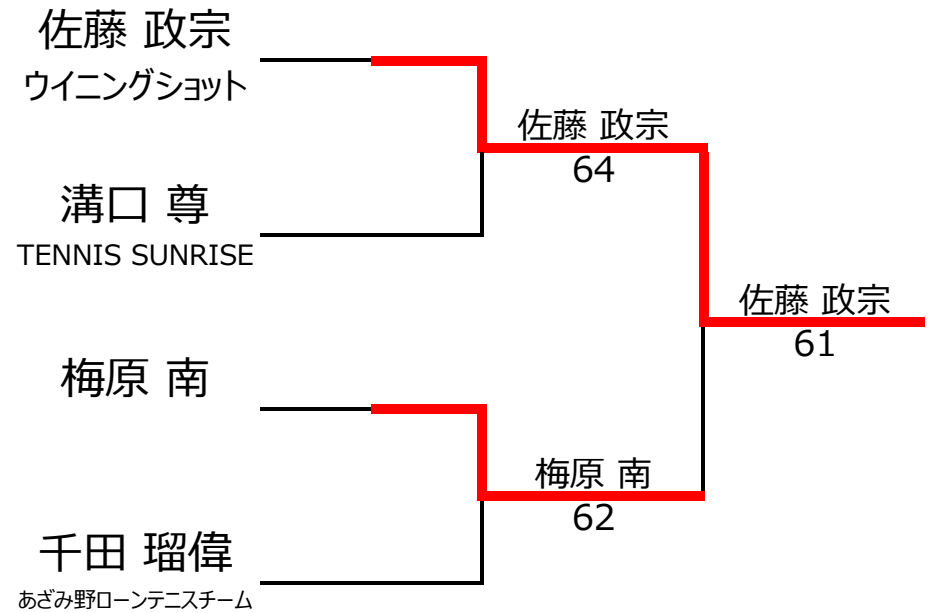 佐藤 政宗
ウイニングショット
佐藤 政宗
64
溝口 尊
TENNIS SUNRISE
佐藤 政宗
61
梅原 南
梅原 南
62
千田 瑠偉
あざみ野ローンテニスチーム